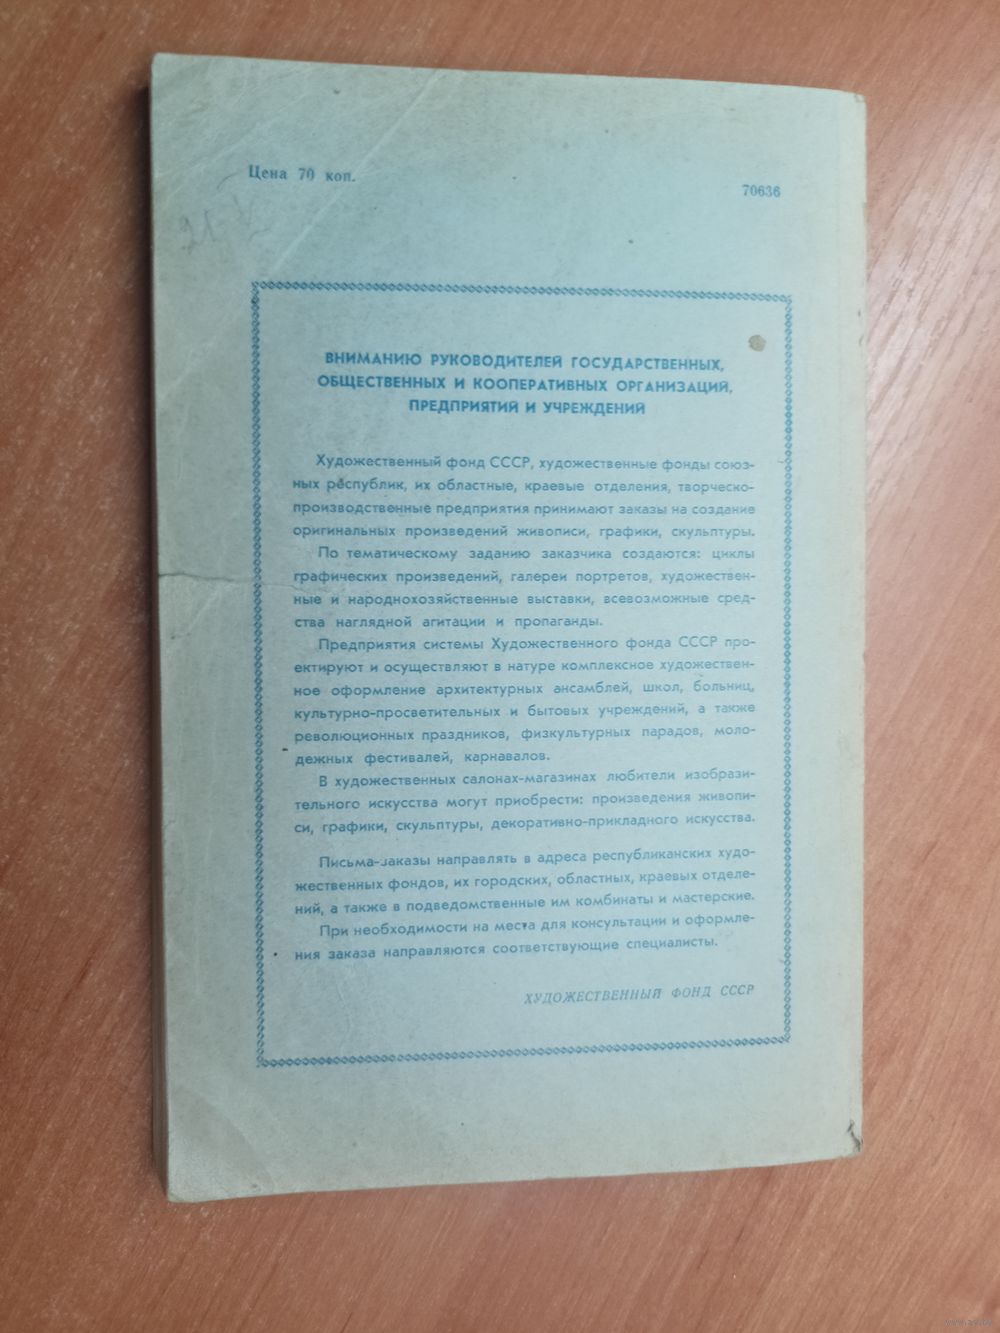 Цена 70 коп.
70636
ВНИМАНИЮ РУКОВОДИТЕЛЕЙ ГОСУДАРСТВЕННЫХ,
ОБЩЕСТВЕННЫХ И КООПЕРАТИВНЫХ ОРГАНИЗАЦИЙ,
ПРЕДПРИЯТИЙ И УЧРЕЖДЕНИЙ
Художественный фонд СССР, художественные фонды союз-
ных республик, их областные, краевые отделения, творческо-
производственные предприятия принимают заказы на создание
оригинальных произведений живописи, графики, скульптуры.
По тематическому заданию заказчика создаются: циклы
графических произведений, галереи портретов, художествен-
ные и народнохозяйственные выставки, всевозможные сред-
ства наглядной агитации и пропаганды.
Предприятия системы Художественного фонда СССР про-
ектируют и осуществляют в натуре комплексное художествен-
ное оформление архитектурных ансамблей, школ, больниц,
культурно-просветительных и бытовых учреждений, а также
революционных праздников, физкультурных парадов, моло-
дежных фестивалей, карнавалов.
В художественных салонах-магазинах любители изобрази-
тельного искусства могут приобрести: произведения живопи-
си, графики, скульптуры, декоративно-прикладного искусства.
Письма-заказы направлять в адреса республиканских худо-
жественных фондов, их городских, областных, краевых отделе-
ний, а также в подведомственные им комбинаты и мастерские.
При необходимости на места для консультации и оформле-
ния заказа направляются соответствующие специалисты.
ХУДОЖЕСТВЕННЫЙ ФОНД СССР